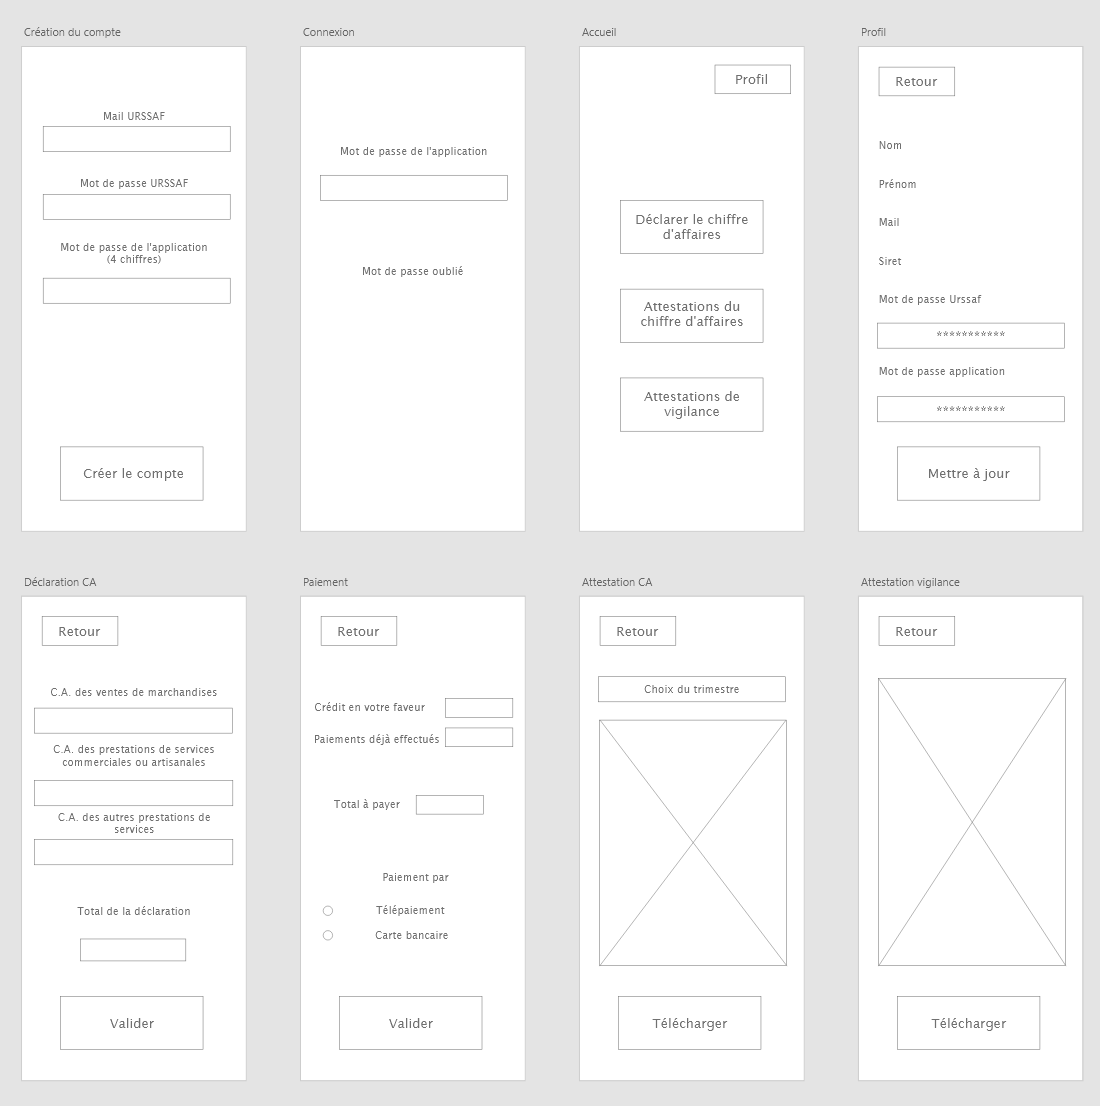 Création du compte
Mail URSSAF
Mot de passe URSSAF
Mot de passe de l'application
(4 chiffres)
Créer le compte
Connexion
Mot de passe de l'application
Mot de passe oublié
Accueil
Profil
Déclarer le chiffre
d'affaires
Attestations du
chiffre d'affaires
Attestations de
vigilance
Profil
Retour
Nom
Prénom
Mail
Siret
Mot de passe Urssaf
***********
Mot de passe application
***********
Mettre à jour
Déclaration CA
Retour
C.A. des ventes de marchandises
C.A. des prestations de services
commerciales ou artisanales
C.A. des autres prestations de
services
Total de la déclaration
Valider
Paiement
Retour
Crédit en votre faveur
Paiements déjà effectués
Total à payer
Paiement par
Télépaiement
Carte bancaire
Valider
Attestation CA
Retour
Choix du trimestre
Télécharger
Attestation vigilance
Retour
Télécharger